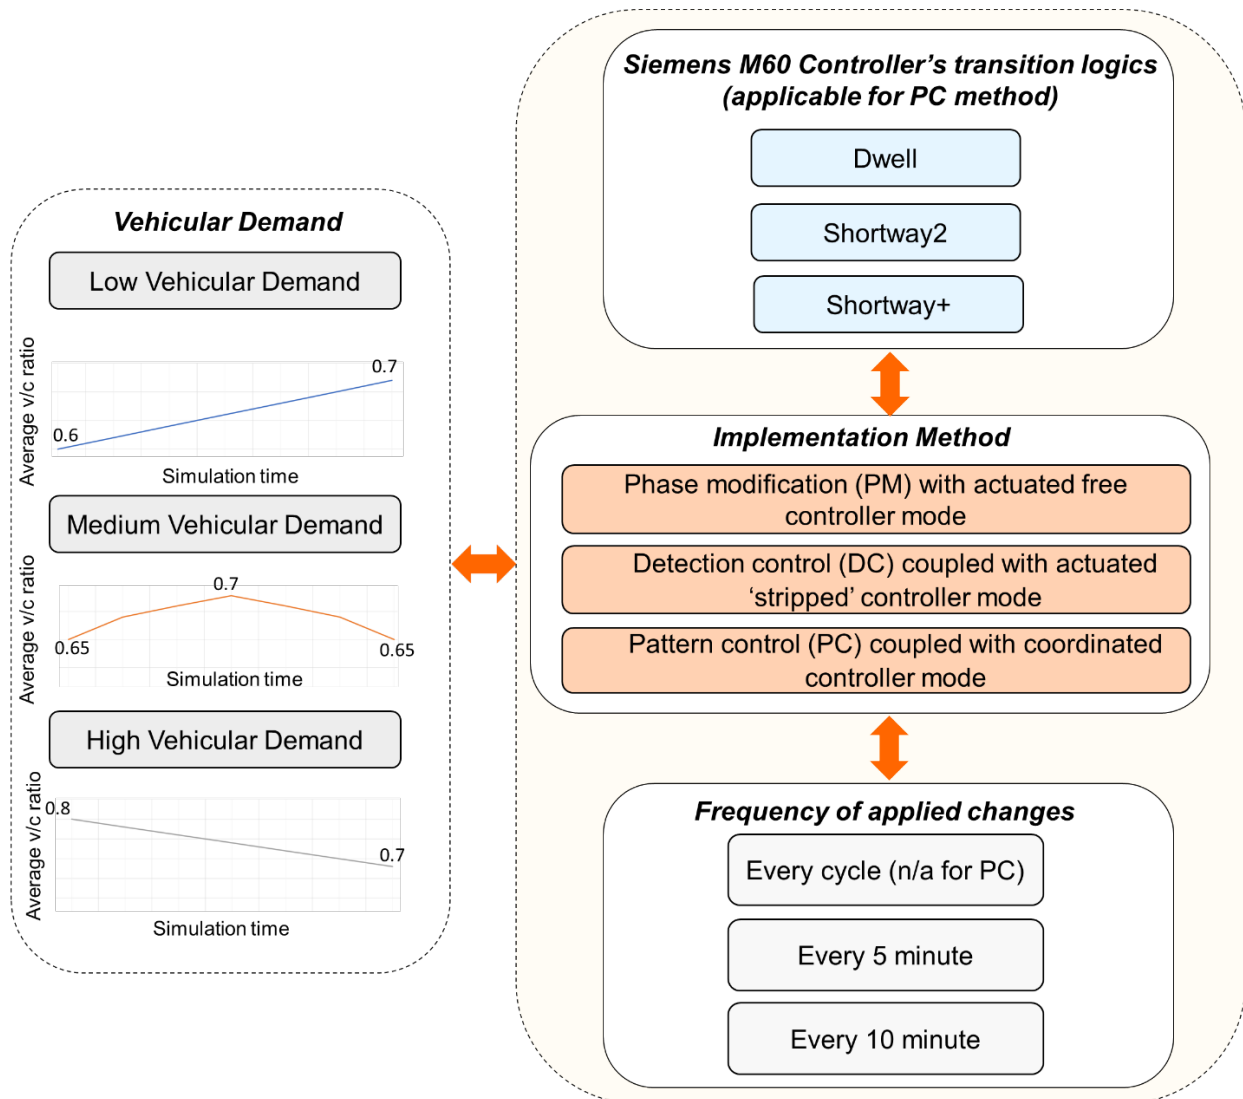 Vehicular Demand
Low Vehicular Demand
Average v/c ratio
0.6
0.7
Simulation time
Medium Vehicular Demand
Average v/c ratio
0.65
0.7
0.65
Simulation time
High Vehicular Demand
Average v/c ratio
0.8
0.7
Simulation time
Siemens M60 Controller’s transition logics
(applicable for PC method)
Dwell
Shortway2
Shortway+
Implementation Method
Phase modification (PM) with actuated free
controller mode
Detection control (DC) coupled with actuated
‘stripped’ controller mode
Pattern control (PC) coupled with coordinated
controller mode
Frequency of applied changes
Every cycle (n/a for PC)
Every 5 minute
Every 10 minute